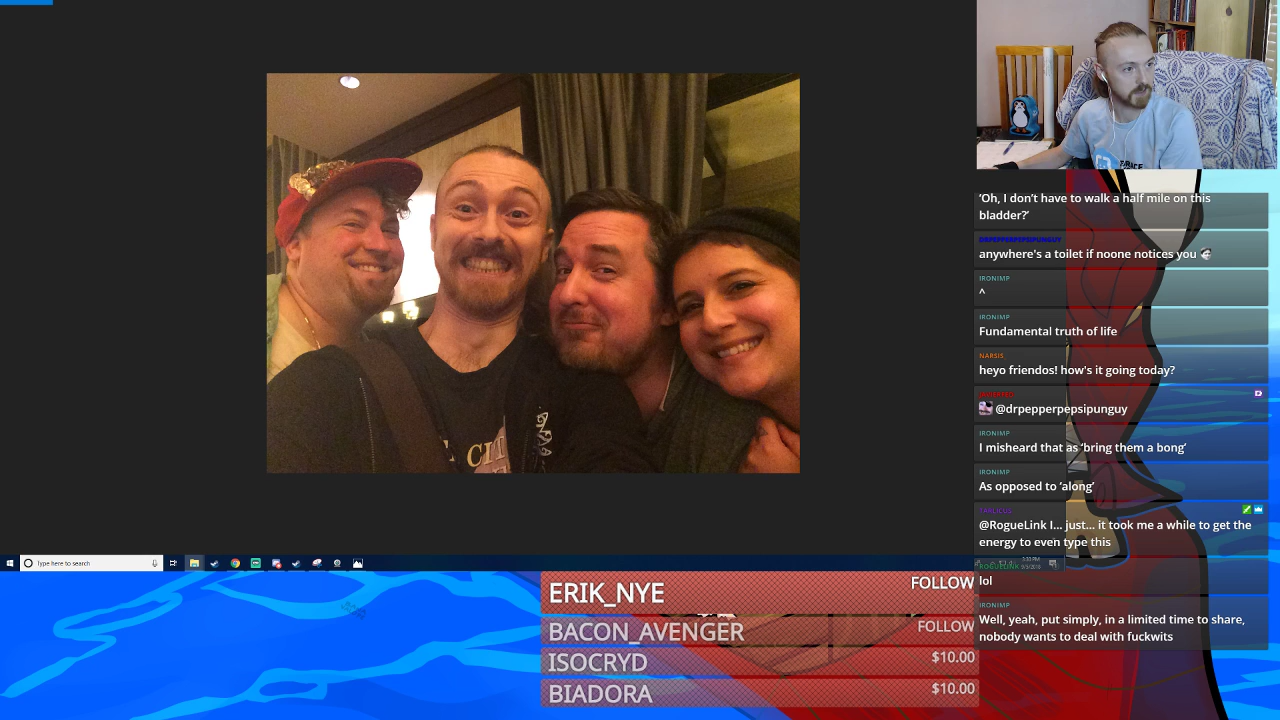 CIT
Type here to search
'Oh, I don't have to walk a half mile on this
bladder?'
DRPEPPERPEPSIPUNGUY
anywhere's a toilet if noone notices you
IRONIMP
^
IRONIMP
Fundamental truth of life
NARSIS
heyo friendos! how's it going today?
@drpepperpepsipunguy
IRONIMP
I misheard that as 'bring them a bong'
IRONIMP
As opposed to 'along'
@RogueLink I... just... it took me a while to get the
energy to even type this
ROGUELINK
lol
IRONIMP
Well, yeah, put simply, in a limited time to share,
nobody wants to deal with fuckwits
ERIK_NYE FOLLOW
BACON_AVENGER FOLLOW
ISOCRYD $10.00
BIADORA $10.00